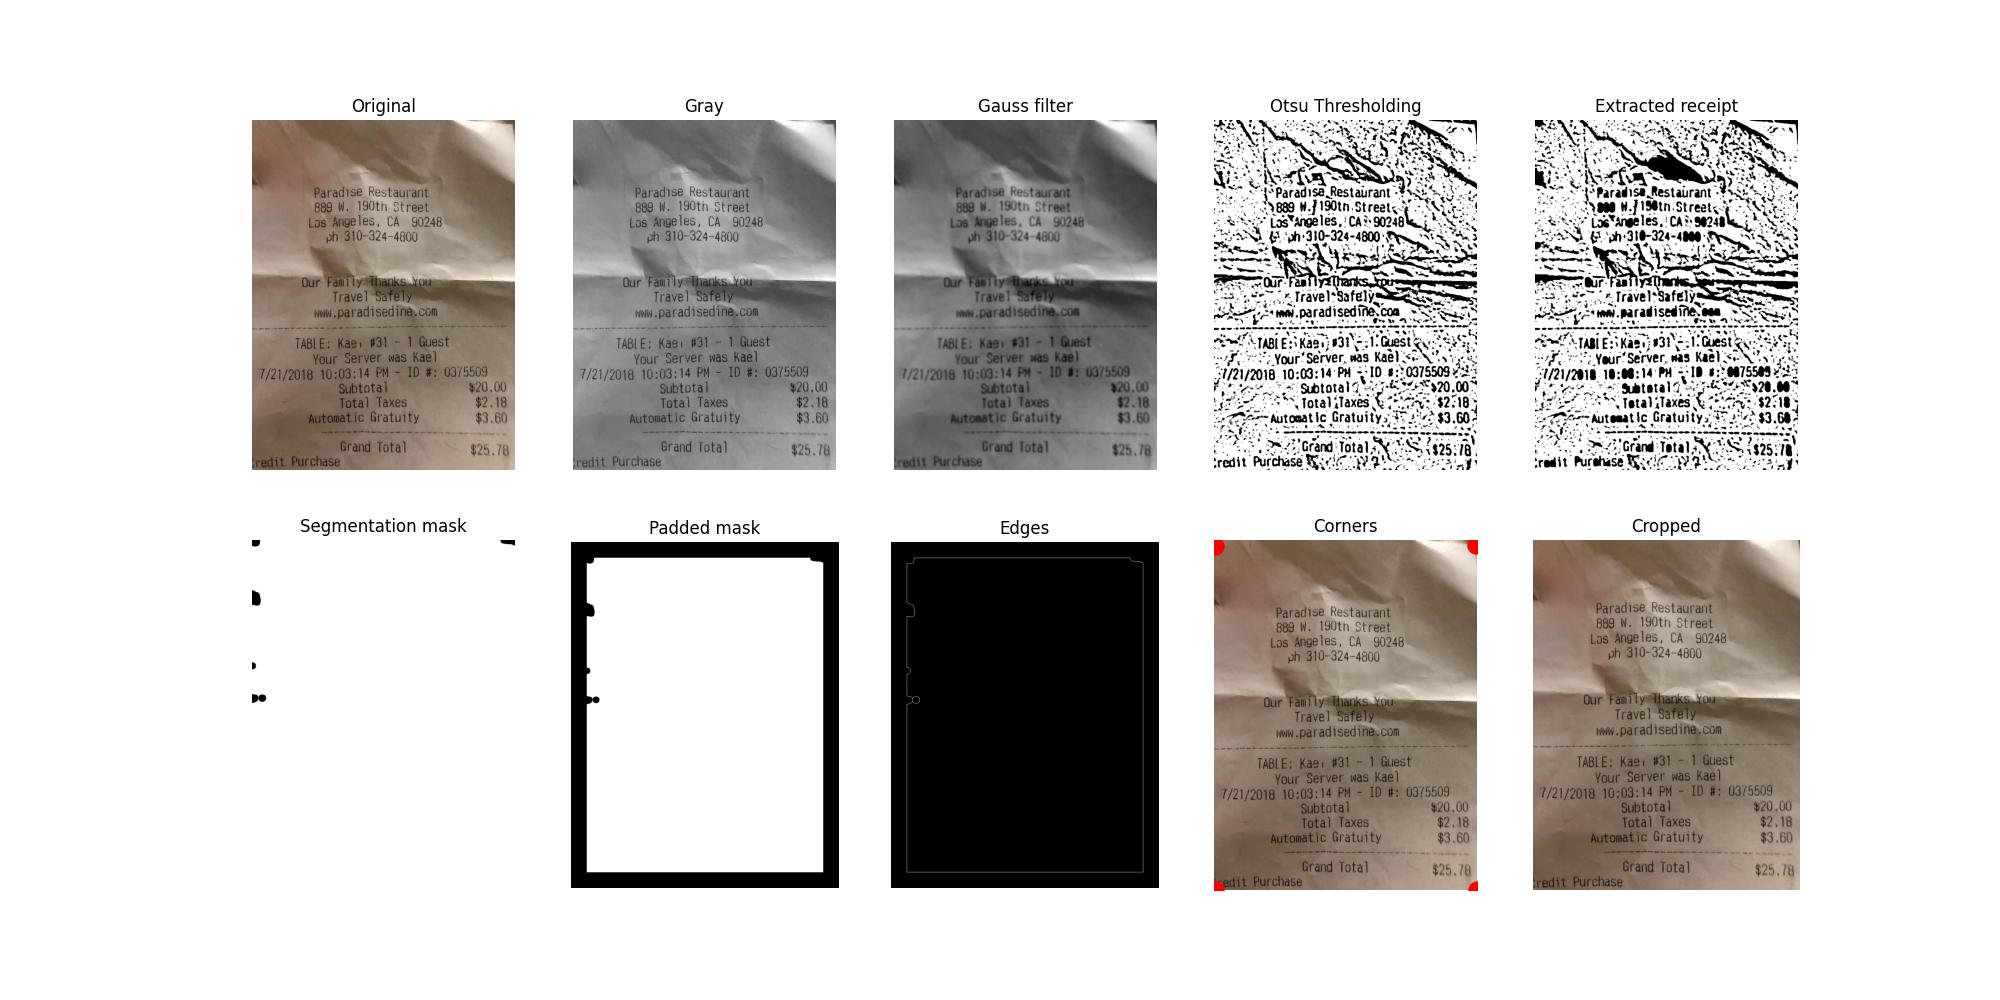 Original
Paradise Restaurant
889 W. 190th Street
Los Angeles, CA 90248
ph 310-324-4800
Our Family Thanks You
Travel Safely
www.paradisedine.com
TABLE: #31 - 1 Guest
Your Server was Kael
7/21/2018 10:03:14 PM - ID #: 0375509
Subtotal $20.00
Total Taxes $2.18
Automatic Gratuity $3.60
Grand Total $25.78
redit Purchase
Gray
Paradise Restaurant
889 W. 190th Street
Los Angeles, CA 90248
ph 310-324-4800
Our Family Thanks You
Travel Safely
www.paradisedine.com
TABLE: #31 - 1 Guest
Your Server was Kael
7/21/2018 10:03:14 PM - ID #: 0375509
Subtotal $20.00
Total Taxes $2.18
Automatic Gratuity $3.60
Grand Total $25.78
redit Purchase
Gauss filter
Paradise Restaurant
889 W. 190th Street
Los Angeles, CA 90248
ph 310-324-4800
Our Family Thanks You
Travel Safely
www.paradisedine.com
TABLE: #31 - 1 Guest
Your Server was Kael
7/21/2018 10:03:14 PM - ID #: 0375509
Subtotal $20.00
Total Taxes $2.18
Automatic Gratuity $3.60
Grand Total $25.78
redit Purchase
Otsu Thresholding
Paradise Restaurant
889 W. 190th Street
Los Angeles, CA 90248
ph 310-324-4800
Our Family Thanks You
Travel Safely
www.paradisedine.com
TABLE: #31 - 1 Guest
Your Server was Kael
7/21/2018 10:03:14 PM - ID #: 0375509
Subtotal $20.00
Total Taxes $2.18
Automatic Gratuity $3.60
Grand Total $25.78
redit Purchase
Extracted receipt
Paradise Restaurant
889 W. 190th Street
Los Angeles, CA 90248
ph 310-324-4800
Our Family Thanks You
Travel Safely
www.paradisedine.com
TABLE: #31 - 1 Guest
Your Server was Kael
7/21/2018 10:03:14 PM - ID #: 0375509
Subtotal $20.00
Total Taxes $2.18
Automatic Gratuity $3.60
Grand Total $25.78
redit Purchase
Segmentation mask
Padded mask
Edges
Corners
Paradise Restaurant
889 W. 190th Street
Los Angeles, CA 90248
ph 310-324-4800
Our Family Thanks You
Travel Safely
www.paradisedine.com
TABLE: #31 - 1 Guest
Your Server was Kael
7/21/2018 10:03:14 PM - ID #: 0375509
Subtotal $20.00
Total Taxes $2.18
Automatic Gratuity $3.60
Grand Total $25.78
edit Purchase
Cropped
Paradise Restaurant
889 W. 190th Street
Los Angeles, CA 90248
ph 310-324-4800
Our Family Thanks You
Travel Safely
www.paradisedine.com
TABLE: #31 - 1 Guest
Your Server was Kael
7/21/2018 10:03:14 PM - ID #: 0375509
Subtotal $20.00
Total Taxes $2.18
Automatic Gratuity $3.60
Grand Total $25.78
redit Purchase